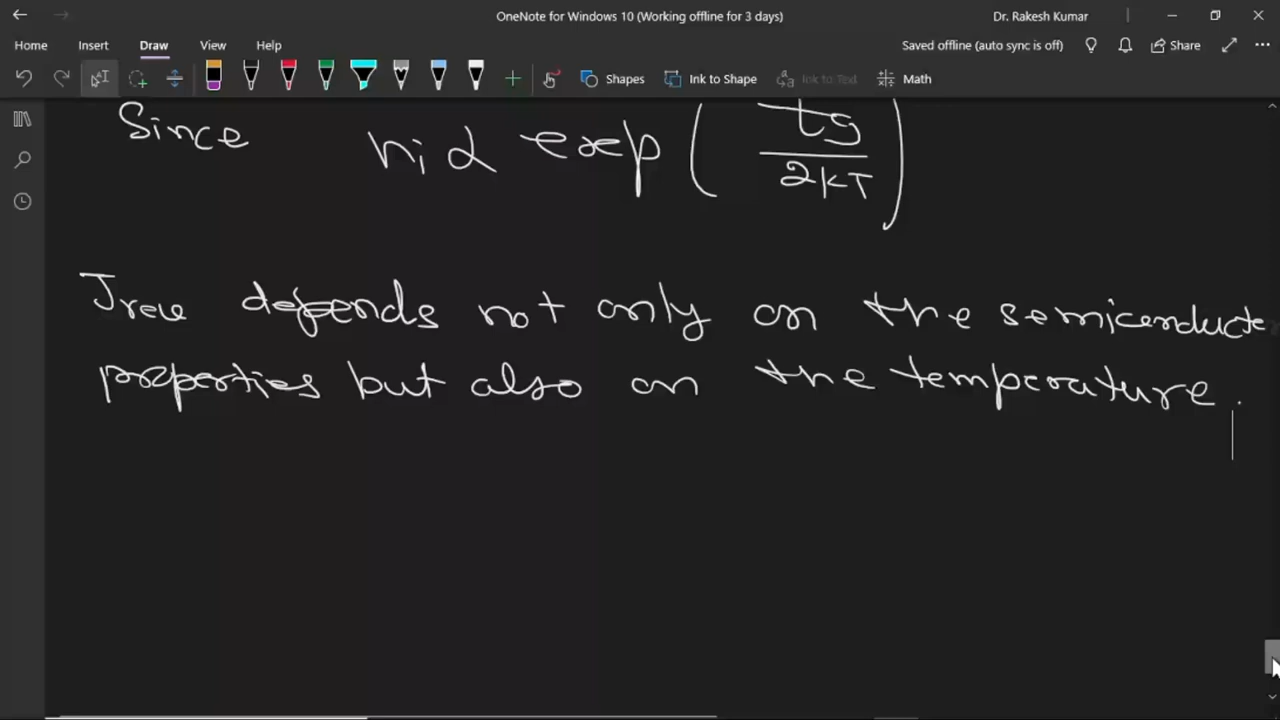 OneNote for Windows 10 (Working offline for 3 days)
Dr. Rakesh Kumar
Home Insert Draw View Help
Saved offline (auto sync is off) Share
Shapes Ink to Shape Ink to Text Math
Since ni α exp ( Eg / 2KT )
Jrev depends not only on the semiconducte
properties but also on the temperature.